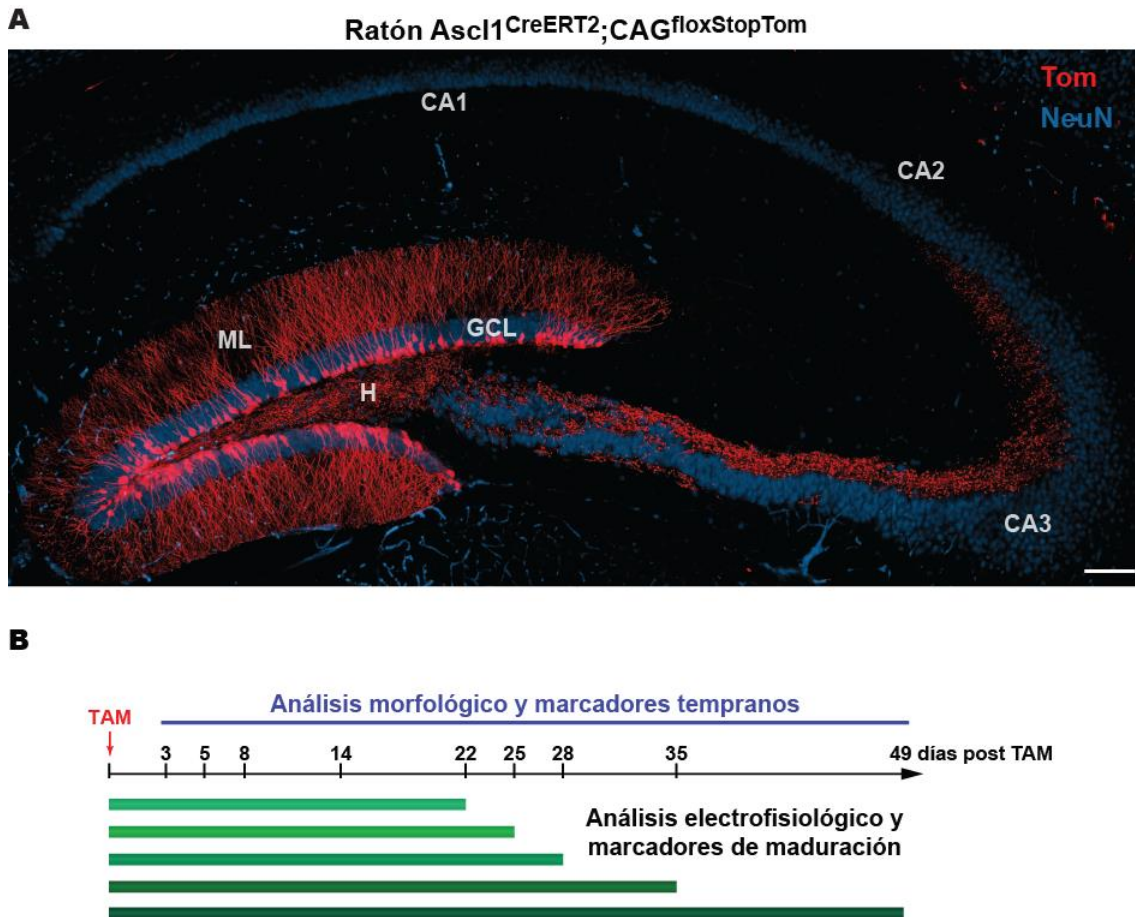 A
Ratón Ascl1CreERT2;CAGfloxStopTom
Tom
NeuN
CA1
CA2
ML
GCL
H
CA3
B
Análisis morfológico y marcadores tempranos
TAM
3 5 8 14 22 25 28 35 49 días post TAM
Análisis electrofisiológico y
marcadores de maduración